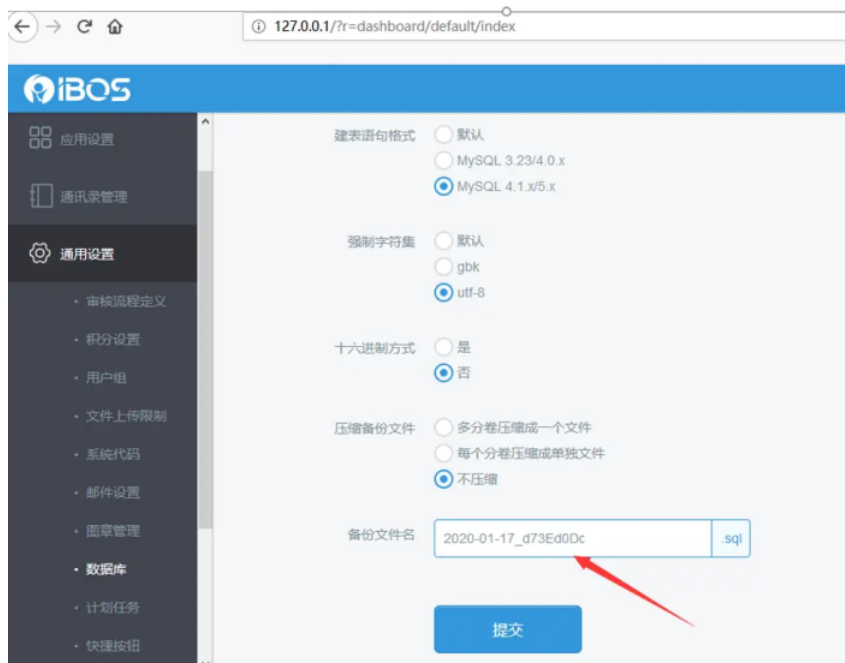 127.0.0.1/?r=dashboard/default/index
iBOS
应用设置
通讯录管理
通用设置
· 审核流程定义
· 积分设置
· 用户组
· 文件上传限制
· 系统代码
· 邮件设置
· 图章管理
· 数据库
· 计划任务
· 快捷按钮
建表语句格式 默认
MySQL 3.23/4.0.x
MySQL 4.1.x/5.x
强制字符集 默认
gbk
utf-8
十六进制方式 是
否
压缩备份文件 多分卷压缩成一个文件
每个分卷压缩成单独文件
不压缩
备份文件名 2020-01-17_d73Ed0Dc .sql
提交